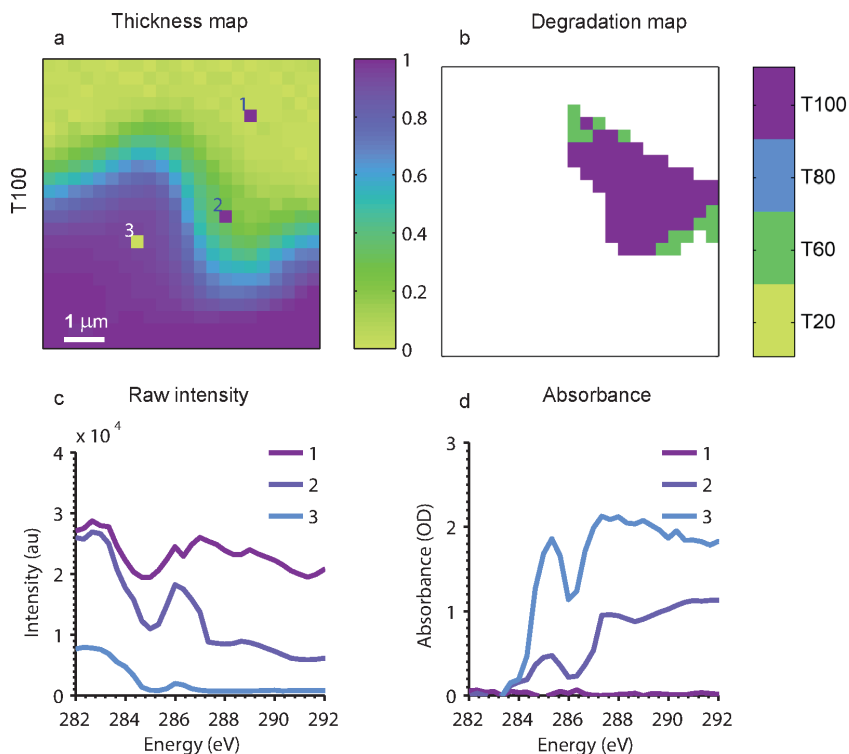 Thickness map
Degradation map
a
b
T100
1
2
3
1 μm
1
0.8
0.6
0.4
0.2
0
T100
T80
T60
T20
Raw intensity
Absorbance
c
d
x 10⁴
Intensity (au)
4
3
2
1
0
282 284 286 288 290 292
Energy (eV)
1
2
3
Absorbance (OD)
3
2
1
0
282 284 286 288 290 292
Energy (eV)
1
2
3